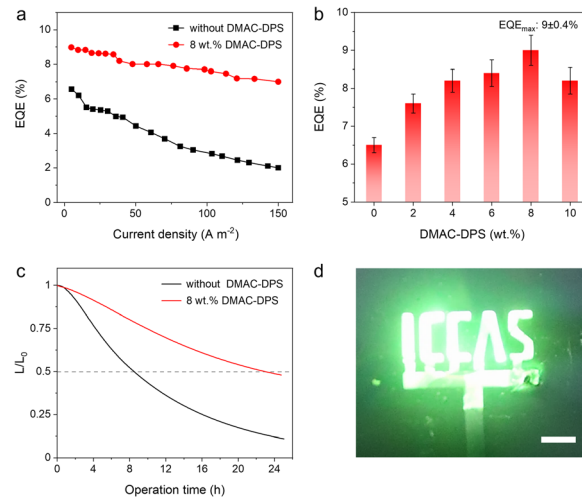 a
without DMAC-DPS
8 wt.% DMAC-DPS
EQE (%)
10
8
6
4
2
0
0
50
100
150
Current density (A m⁻²)
b
EQEmax: 9±0.4%
EQE (%)
10
9
8
7
6
5
0
2
4
6
8
10
DMAC-DPS (wt.%)
c
without DMAC-DPS
8 wt.% DMAC-DPS
L/L₀
1
0.75
0.5
0.25
0
0
4
8
12
16
20
24
Operation time (h)
d
ICCAS